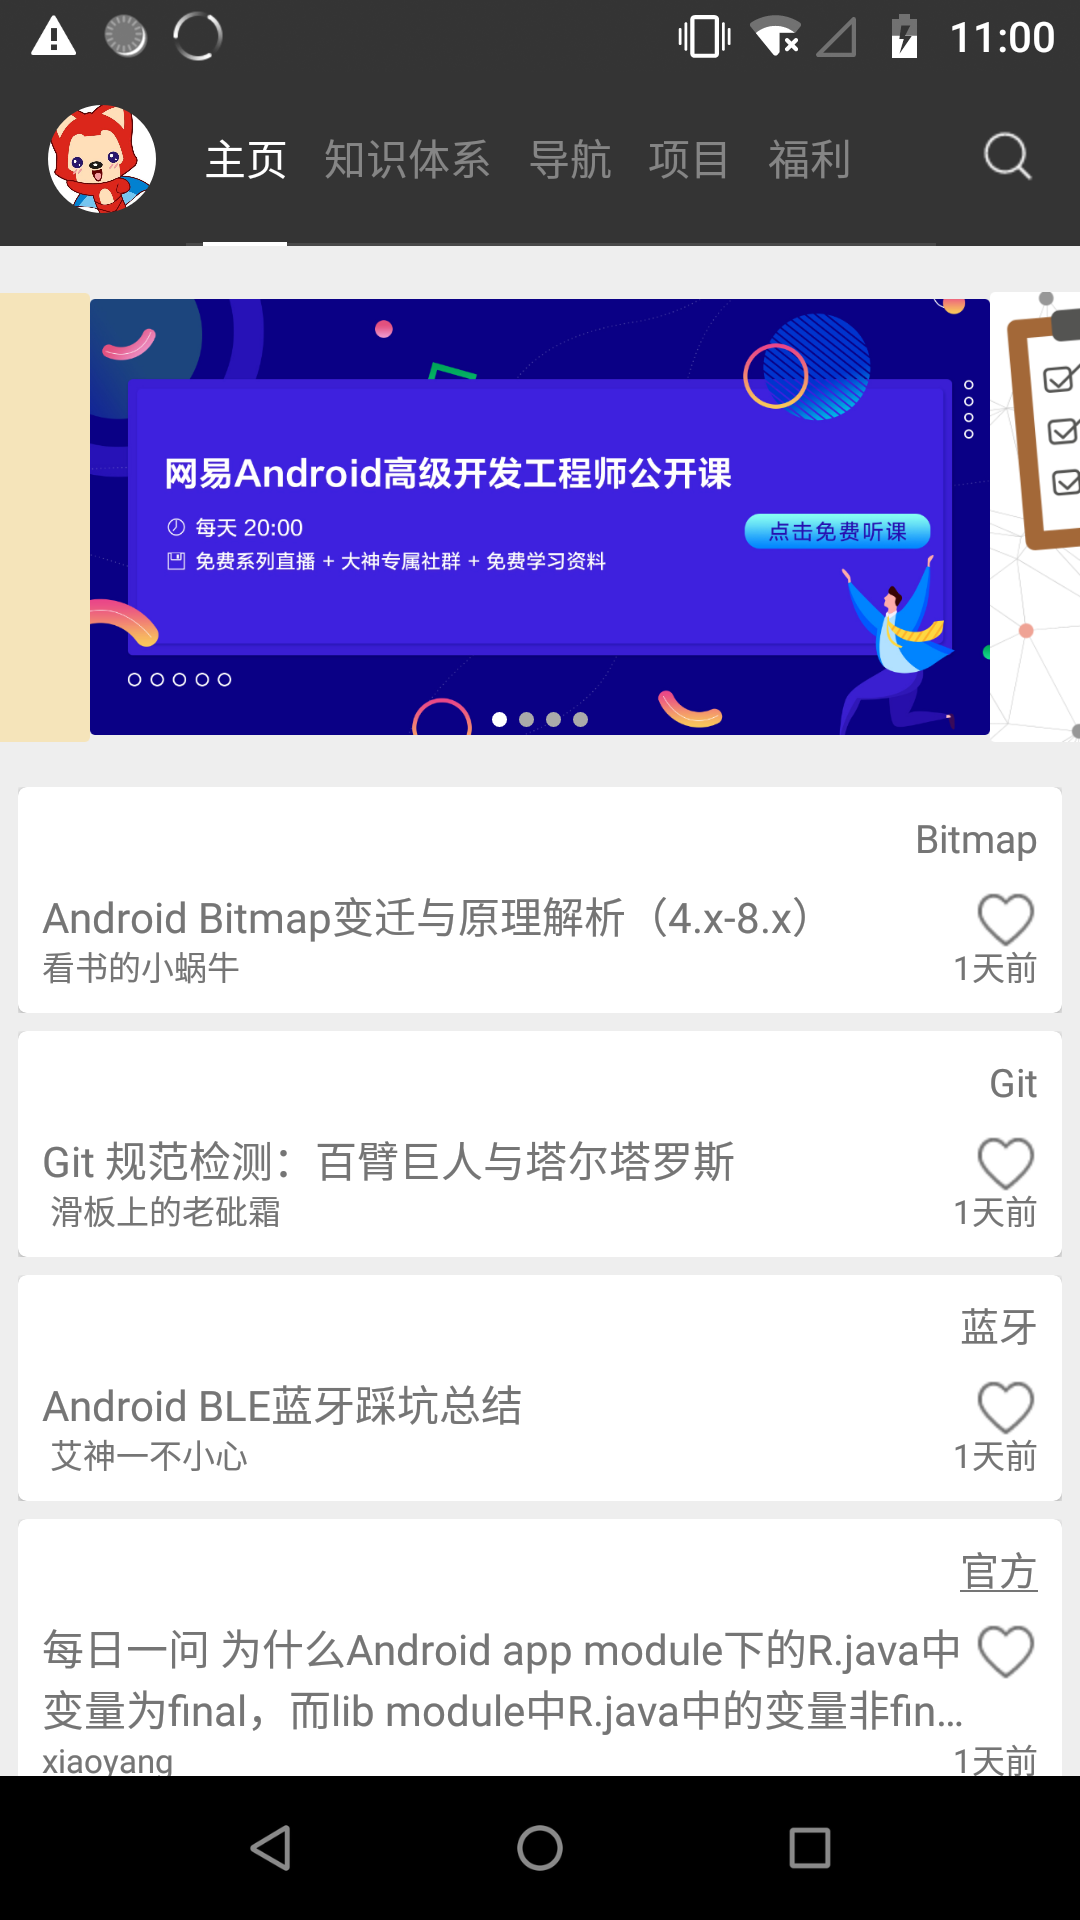 11:00
主页 知识体系 导航 项目 福利
网易Android高级开发工程师公开课
每天 20:00
点击免费听课
免费系列直播 + 大神专属社群 + 免费学习资料
Bitmap
Android Bitmap变迁与原理解析（4.x-8.x）
看书的小蜗牛 1天前
Git
Git 规范检测：百臂巨人与塔尔塔罗斯
滑板上的老砒霜 1天前
蓝牙
Android BLE蓝牙踩坑总结
艾神一不小心 1天前
官方
每日一问 为什么Android app module下的R.java中
变量为final，而lib module中R.java中的变量非fin...
xiaoyang 1天前